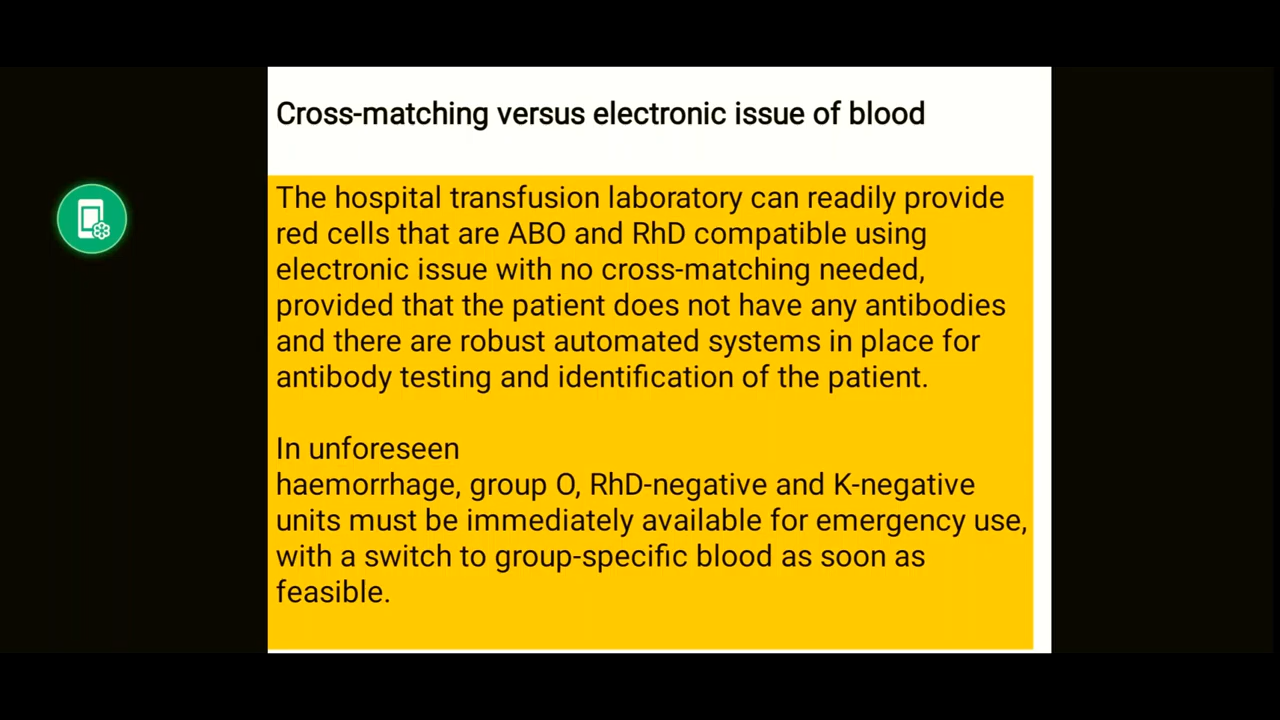 Cross-matching versus electronic issue of blood
The hospital transfusion laboratory can readily provide
red cells that are ABO and RhD compatible using
electronic issue with no cross-matching needed,
provided that the patient does not have any antibodies
and there are robust automated systems in place for
antibody testing and identification of the patient.
In unforeseen
haemorrhage, group O, RhD-negative and K-negative
units must be immediately available for emergency use,
with a switch to group-specific blood as soon as
feasible.